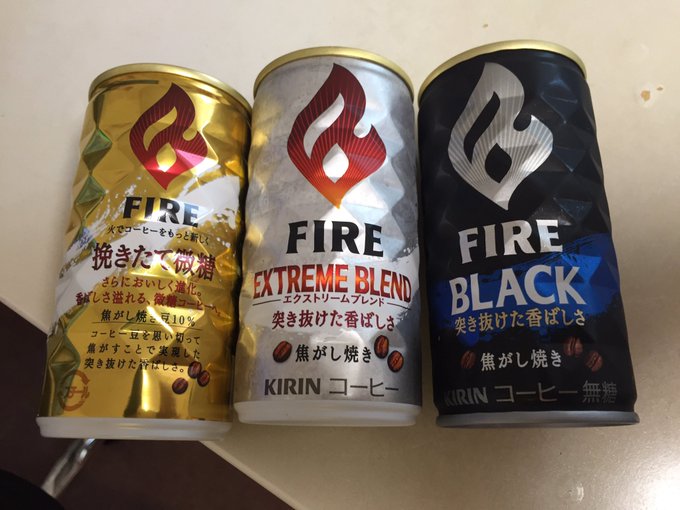 FIRE
火でコーヒーをもっと新しく
挽きたて微糖
さらにおいしく進化。
香ばしさ溢れる、微糖コーヒー。
焦がし焼き豆10%
コーヒー豆を思い切って
焦がすことで実現した
突き抜けた香ばしさ。
FIRE
EXTREME BLEND
エクストリームブレンド
突き抜けた香ばしさ
焦がし焼き
KIRIN コーヒー
FIRE
BLACK
突き抜けた香ばしさ
焦がし焼き
KIRIN コーヒー 無糖